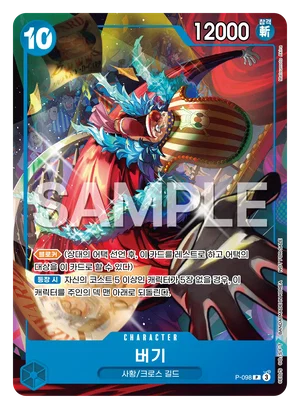 10
12000
참격
斬
SAMPLE
블로커 (상대의 어택 선언 후, 이 카드를 레스트로 하고 어택의
대상을 이 카드로 할 수 있다)
등장 시 자신의 코스트 5 이상의 캐릭터가 5장 없을 경우, 이
캐릭터를 주인의 덱 맨 아래로 되돌린다.
CHARACTER
버기
사황/크로스 길드
P-098 P
3